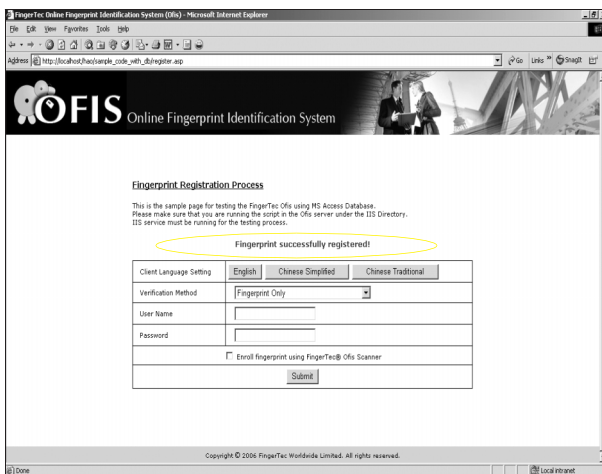 FingerTec Online Fingerprint Identification System (Ofis) - Microsoft Internet Explorer
File Edit View Favorites Tools Help
Address http://localhost/hao/sample_code_with_db/register.asp Go Links » SnagIt
OFIS Online Fingerprint Identification System
Fingerprint Registration Process
This is the sample page for testing the FingerTec Ofis using MS Access Database.
Please make sure that you are running the script in the Ofis server under the IIS Directory.
IIS service must be running for the testing process.
Fingerprint successfully registered!
Client Language Setting English Chinese Simplified Chinese Traditional
Verification Method Fingerprint Only
User Name
Password
Enroll fingerprint using FingerTec® Ofis Scanner
Submit
Copyright © 2006 FingerTec Worldwide Limited. All rights reserved.
Done Local intranet